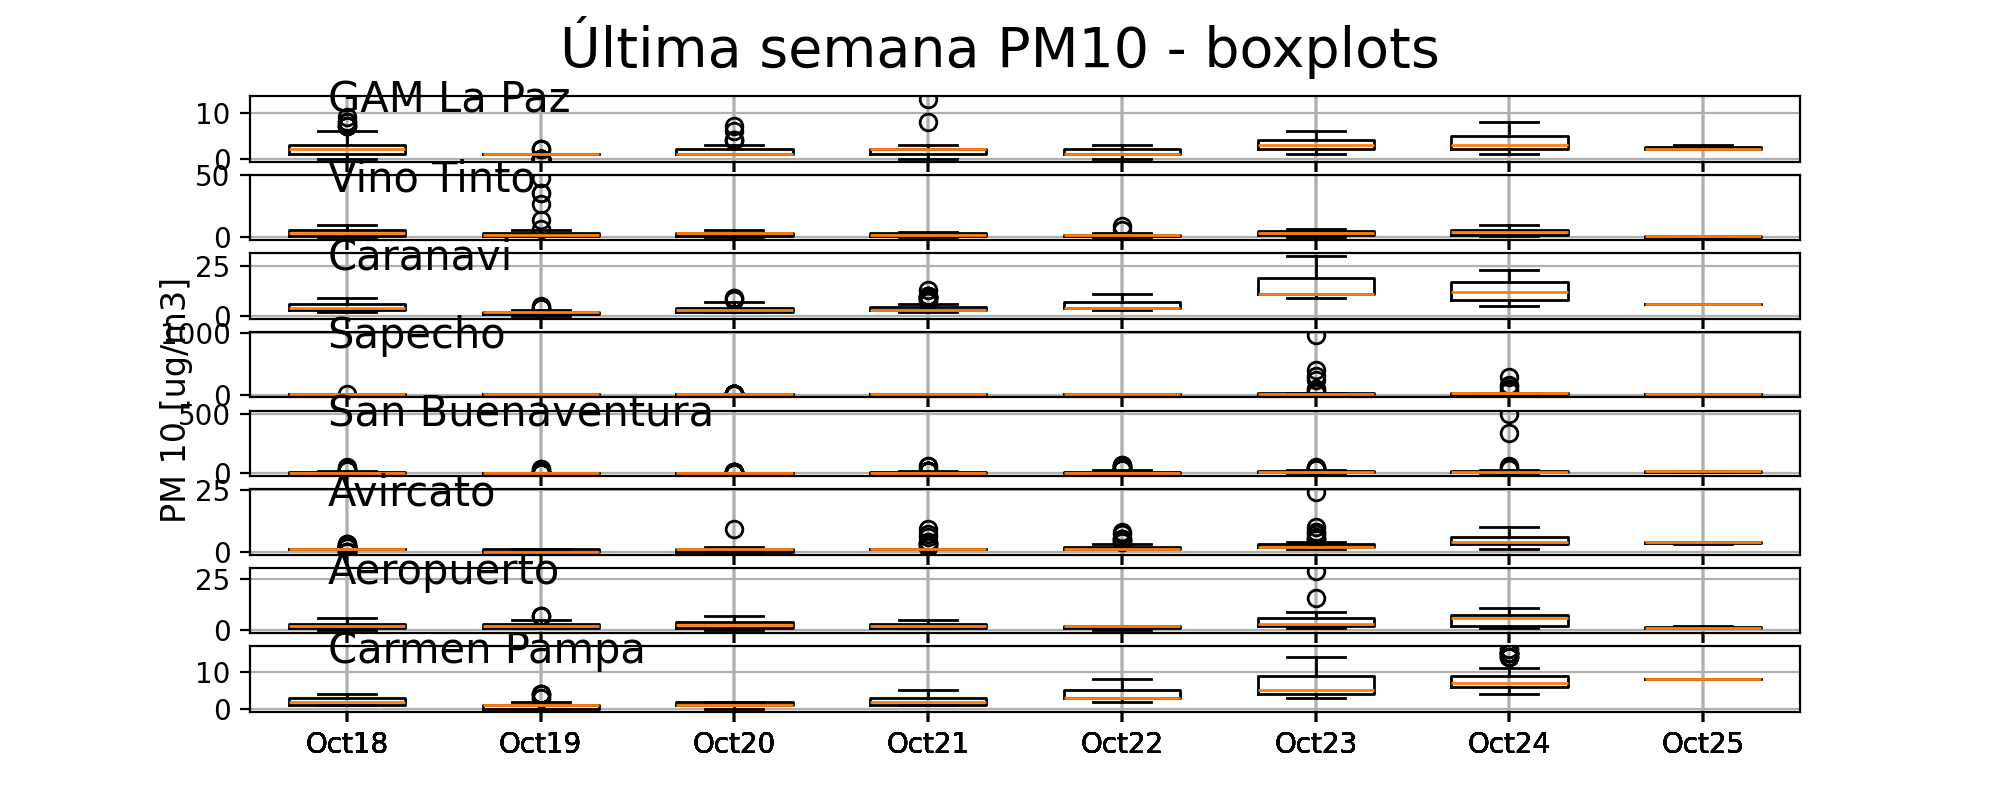 Última semana PM10 - boxplots
GAM La Paz
10
0
Vino Tinto
50
0
Caranavi
25
0
PM 10 [ug/m3]
Sapecho
1000
0
San Buenaventura
500
0
Avircato
25
0
Aeropuerto
25
0
Carmen Pampa
10
0
Oct18 Oct19 Oct20 Oct21 Oct22 Oct23 Oct24 Oct25